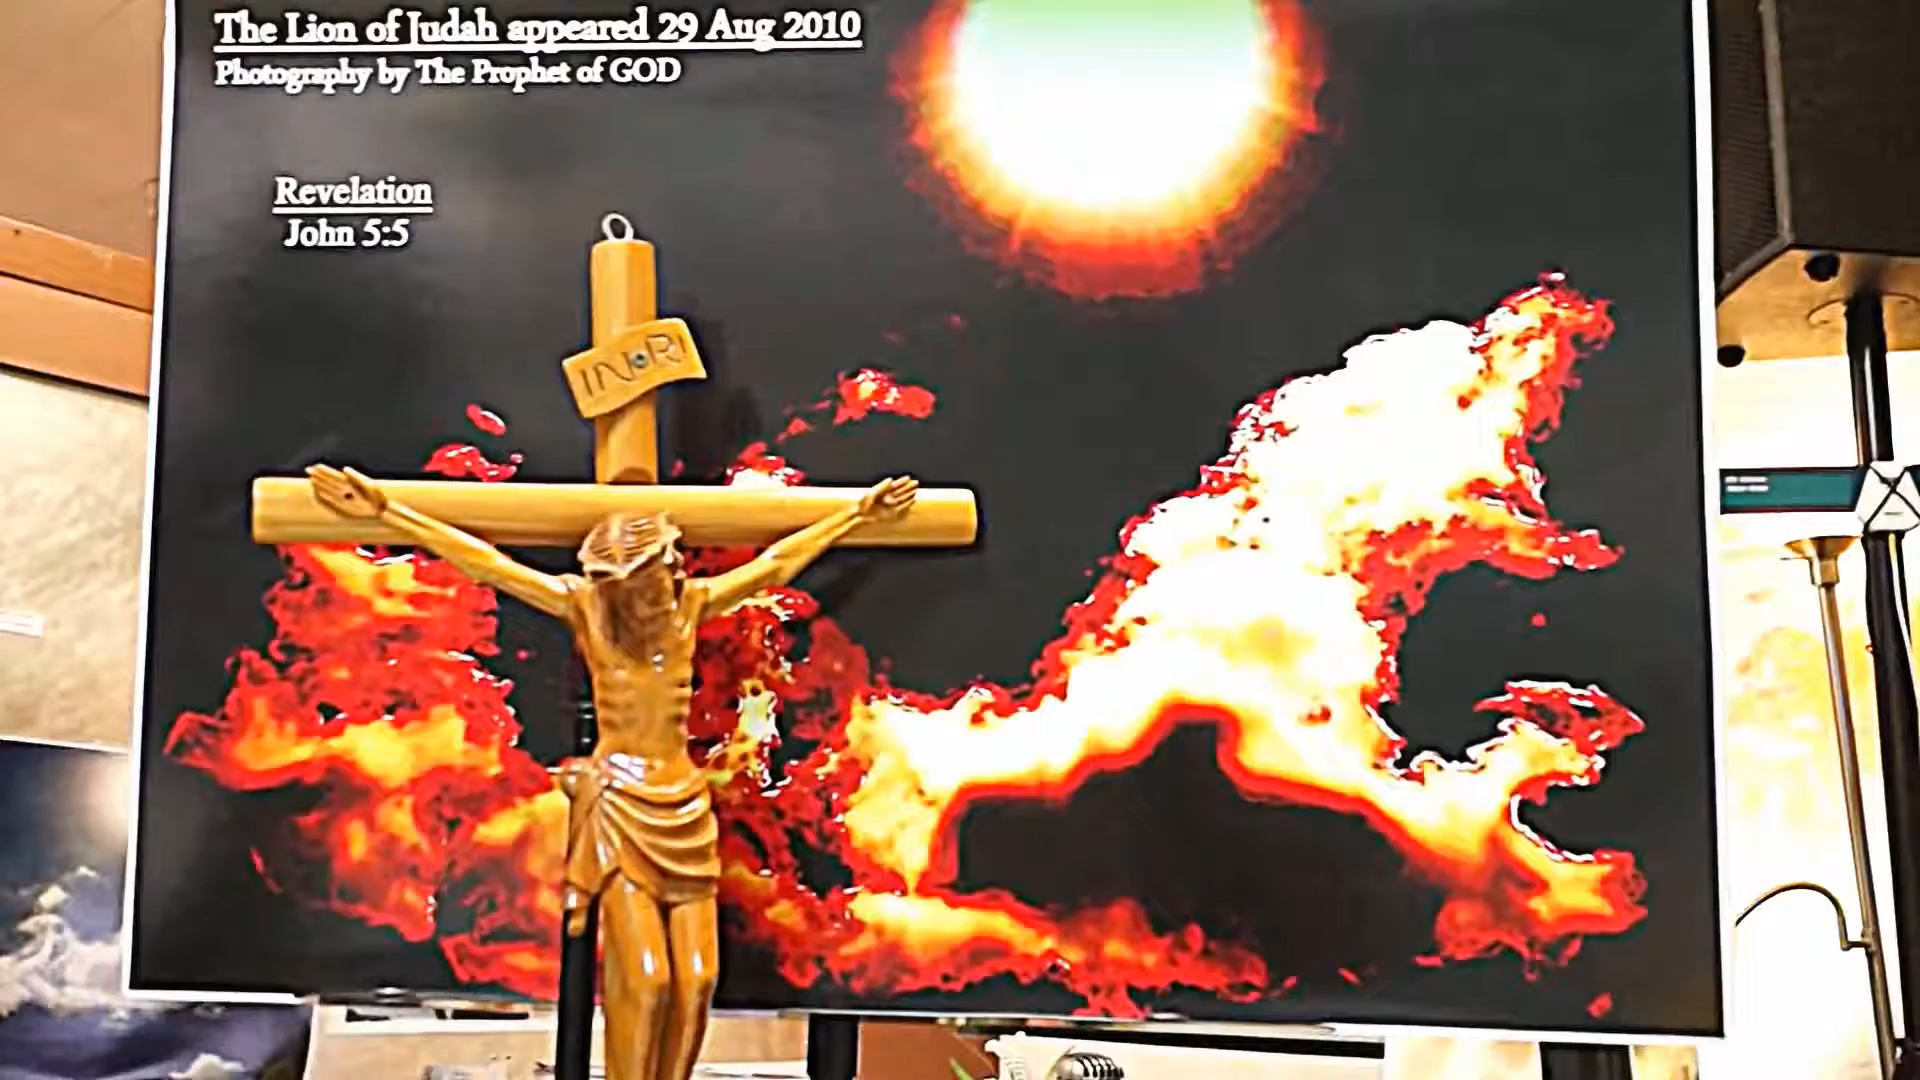 The Lion of Judah appeared 29 Aug 2010
Photography by The Prophet of GOD
Revelation
John 5:5
INRI